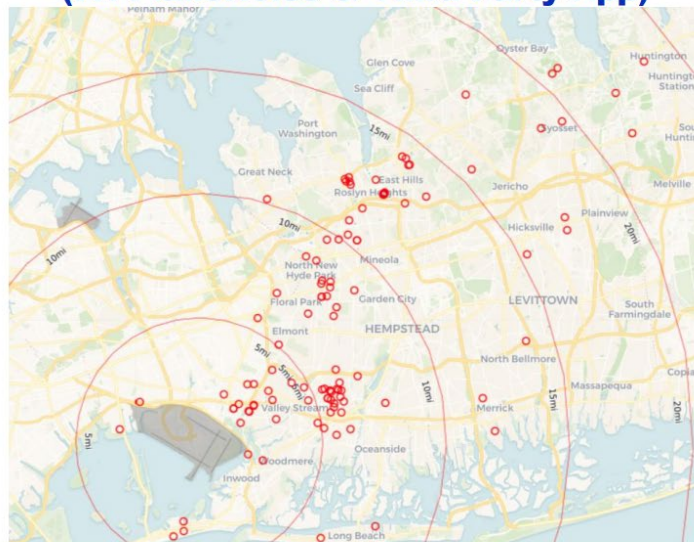 Pelham Manor
Oyster Bay
Huntington
Glen Cove
Huntington
Station
Sea Cliff
Port
Washington
15mi
Syosset
Great Neck
East Hills
Roslyn Heights
Jericho
Melville
10mi
Plainview
Hicksville
20mi
10mi
Mineola
North New
Hyde Park
Floral Park
Garden City
LEVITTOWN
South
Farmingdale
Elmont
HEMPSTEAD
5mi
5mi
North Bellmore
Massapequa
10mi
15mi
20mi
Valley Stream
Merrick
5mi
Oceanside
Woodmere
Inwood
Long Beach